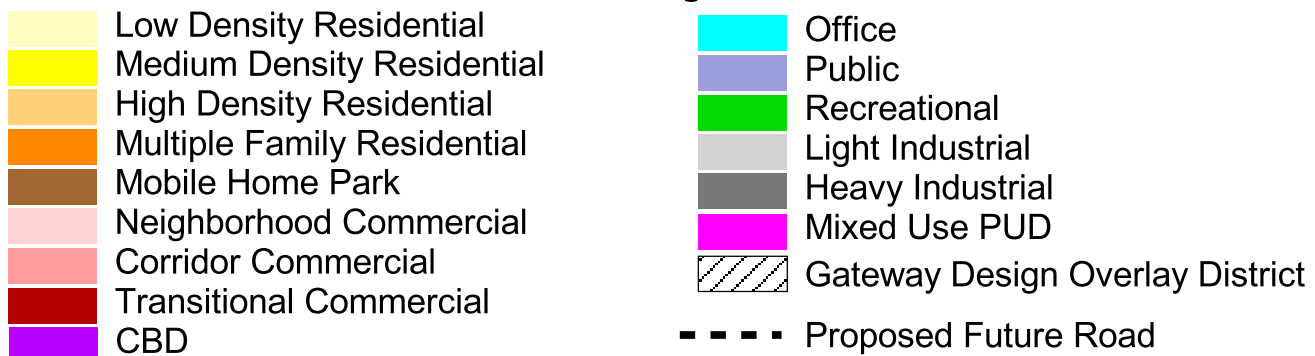 Low Density Residential
Medium Density Residential
High Density Residential
Multiple Family Residential
Mobile Home Park
Neighborhood Commercial
Corridor Commercial
Transitional Commercial
CBD
Office
Public
Recreational
Light Industrial
Heavy Industrial
Mixed Use PUD
Gateway Design Overlay District
Proposed Future Road